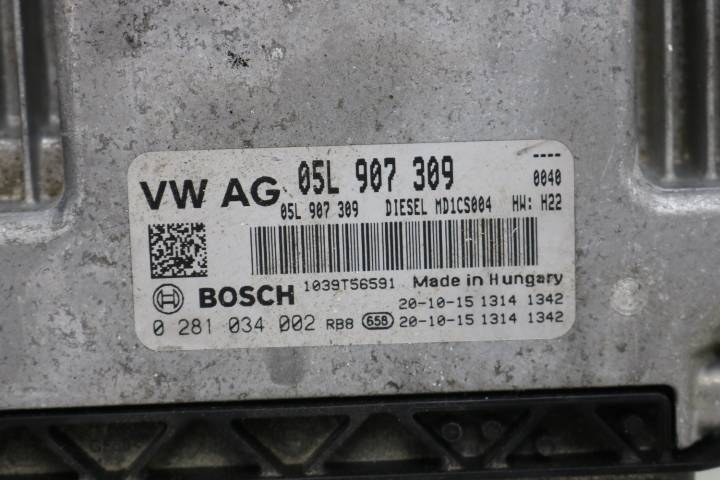 VW AG 05L 907 309 ----
0040
05L 907 309 DIESEL MD1CS004 HW: H22
1039T56591 Made in Hungary
BOSCH 20-10-15 1314 1342
0 281 034 002 RB8 658 20-10-15 1314 1342